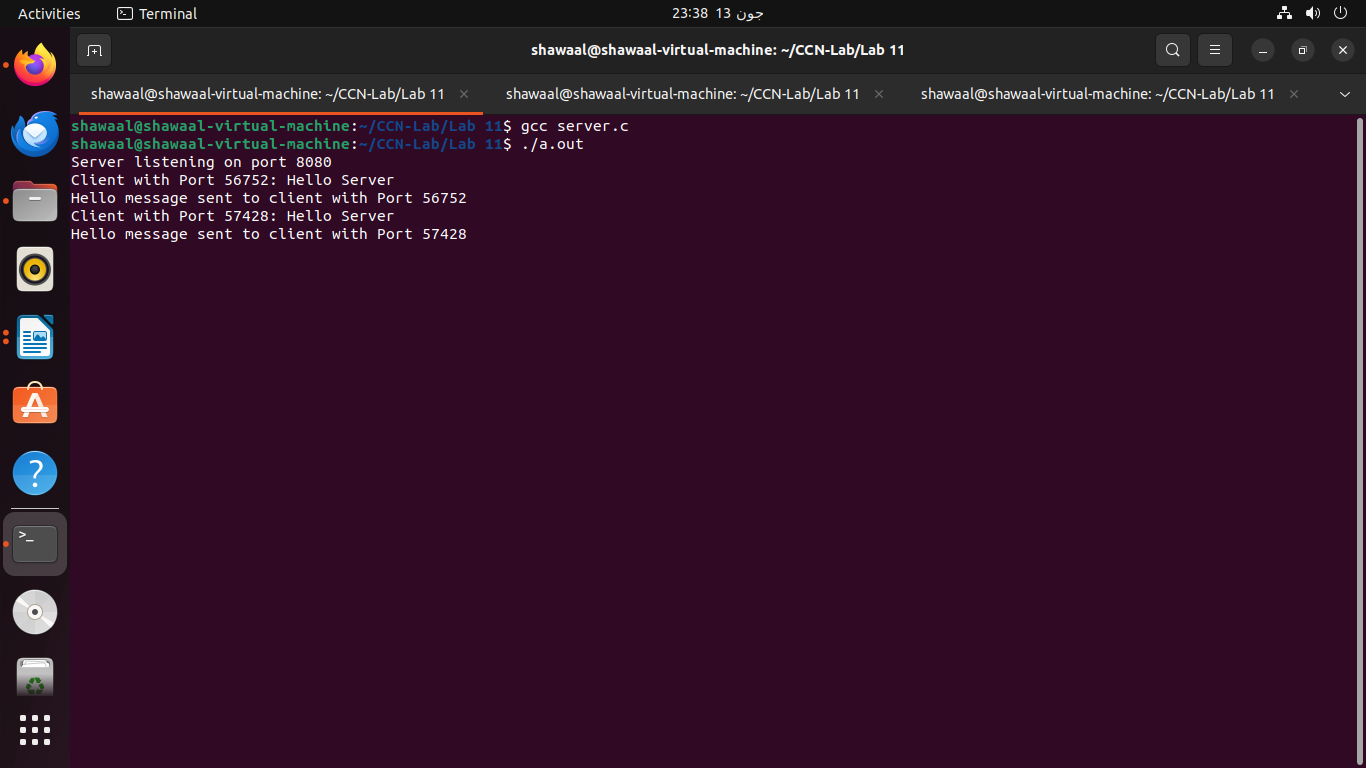 Activities
Terminal
23:38 13 جون
shawaal@shawaal-virtual-machine: ~/CCN-Lab/Lab 11
shawaal@shawaal-virtual-machine: ~/CCN-Lab/Lab 11
shawaal@shawaal-virtual-machine: ~/CCN-Lab/Lab 11
shawaal@shawaal-virtual-machine: ~/CCN-Lab/Lab 11
shawaal@shawaal-virtual-machine:~/CCN-Lab/Lab 11$ gcc server.c
shawaal@shawaal-virtual-machine:~/CCN-Lab/Lab 11$ ./a.out
Server listening on port 8080
Client with Port 56752: Hello Server
Hello message sent to client with Port 56752
Client with Port 57428: Hello Server
Hello message sent to client with Port 57428